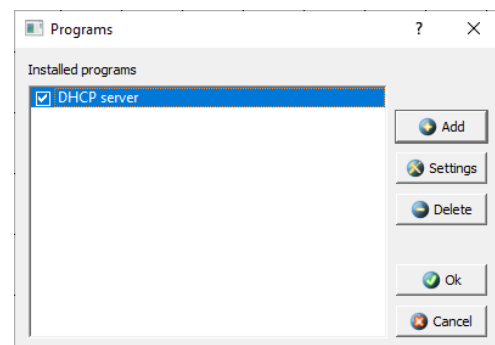 Programs
Installed programs
DHCP server
Add
Settings
Delete
Ok
Cancel